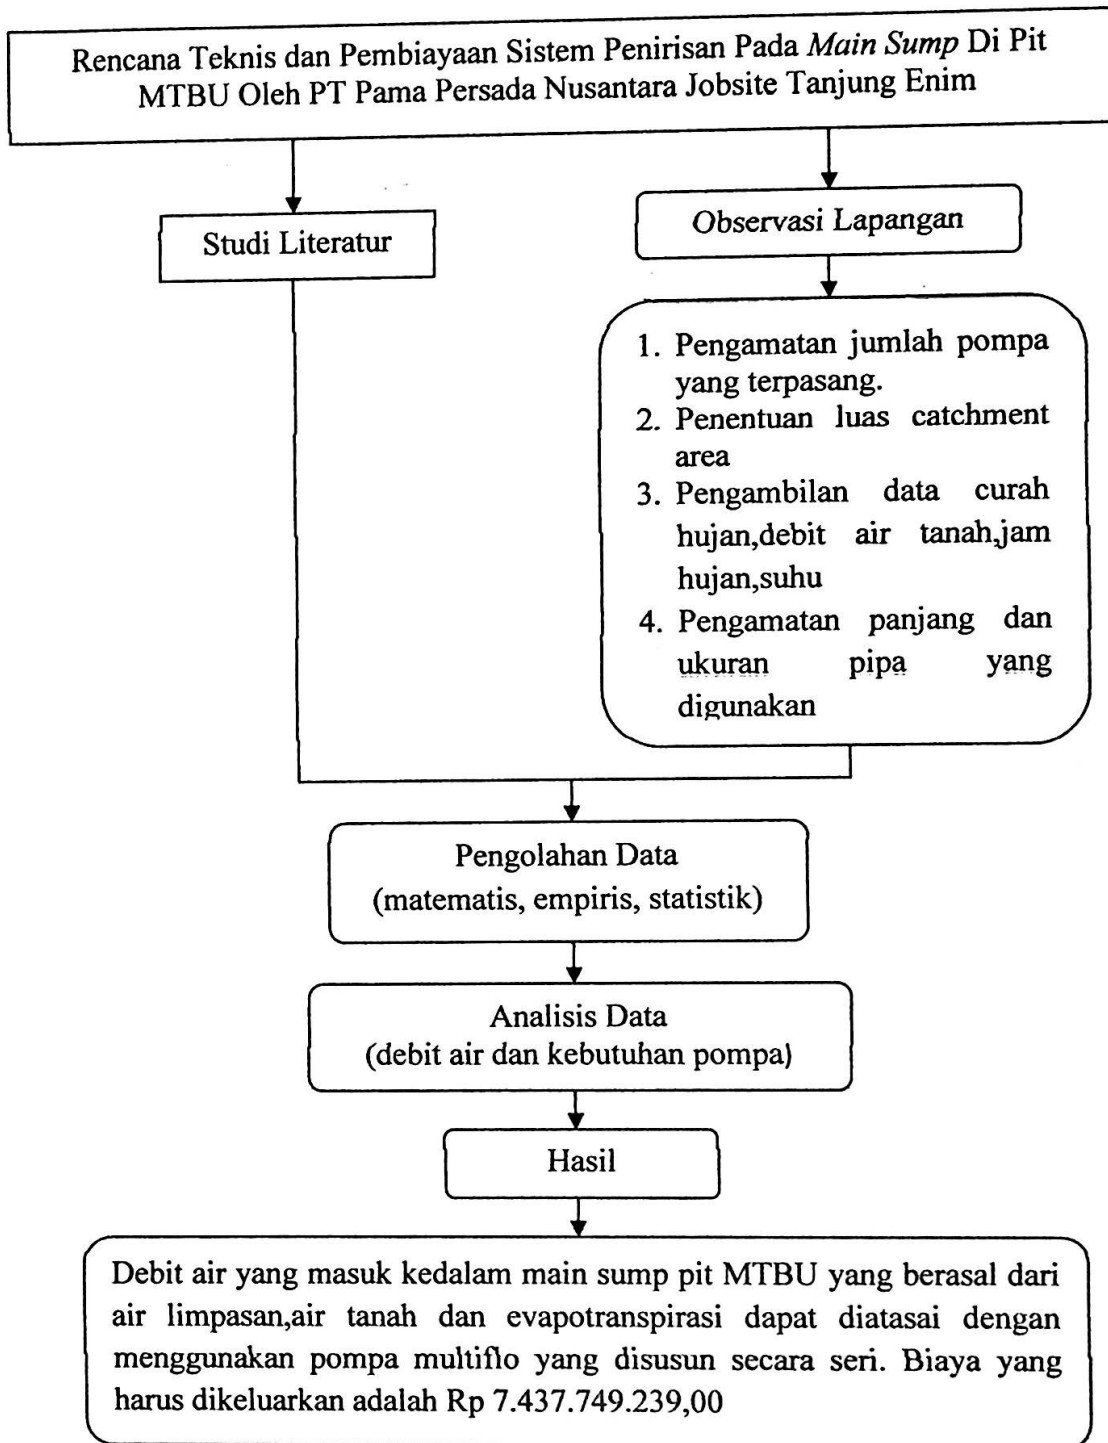 Rencana Teknis dan Pembiayaan Sistem Penirisan Pada Main Sump Di Pit
MTBU Oleh PT Pama Persada Nusantara Jobsite Tanjung Enim
Studi Literatur
Observasi Lapangan
1. Pengamatan jumlah pompa
yang terpasang.
2. Penentuan luas catchment
area
3. Pengambilan data curah
hujan,debit air tanah,jam
hujan,suhu
4. Pengamatan panjang dan
ukuran pipa yang
digunakan
Pengolahan Data
(matematis, empiris, statistik)
Analisis Data
(debit air dan kebutuhan pompa)
Hasil
Debit air yang masuk kedalam main sump pit MTBU yang berasal dari
air limpasan,air tanah dan evapotranspirasi dapat diatasai dengan
menggunakan pompa multiflo yang disusun secara seri. Biaya yang
harus dikeluarkan adalah Rp 7.437.749.239,00